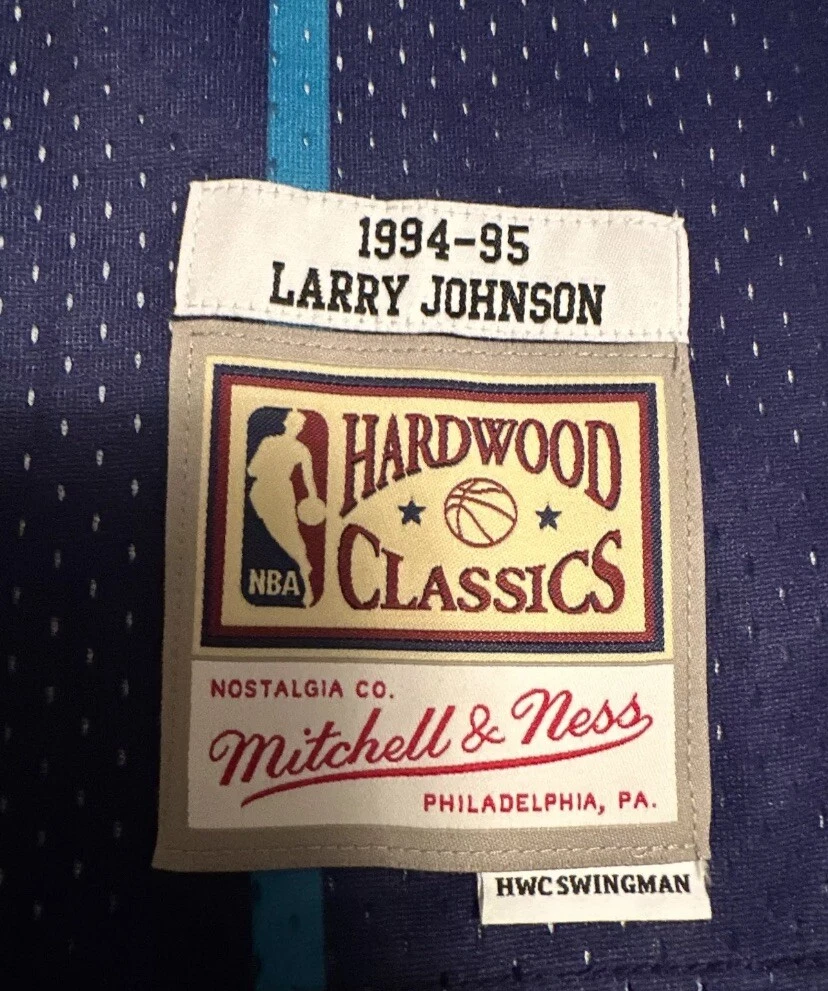 1994-95
LARRY JOHNSON
HARDWOOD
CLASSICS
NBA
NOSTALGIA CO.
Mitchell & Ness
PHILADELPHIA, PA.
HWC SWINGMAN